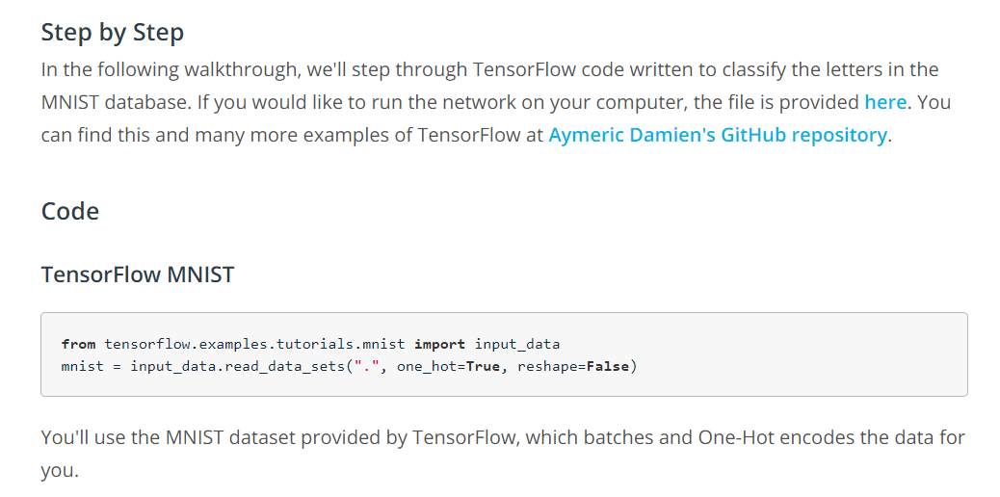 Step by Step
In the following walkthrough, we'll step through TensorFlow code written to classify the letters in the
MNIST database. If you would like to run the network on your computer, the file is provided here. You
can find this and many more examples of TensorFlow at Aymeric Damien's GitHub repository.
Code
TensorFlow MNIST
from tensorflow.examples.tutorials.mnist import input_data
mnist = input_data.read_data_sets(".", one_hot=True, reshape=False)
You'll use the MNIST dataset provided by TensorFlow, which batches and One-Hot encodes the data for
you.